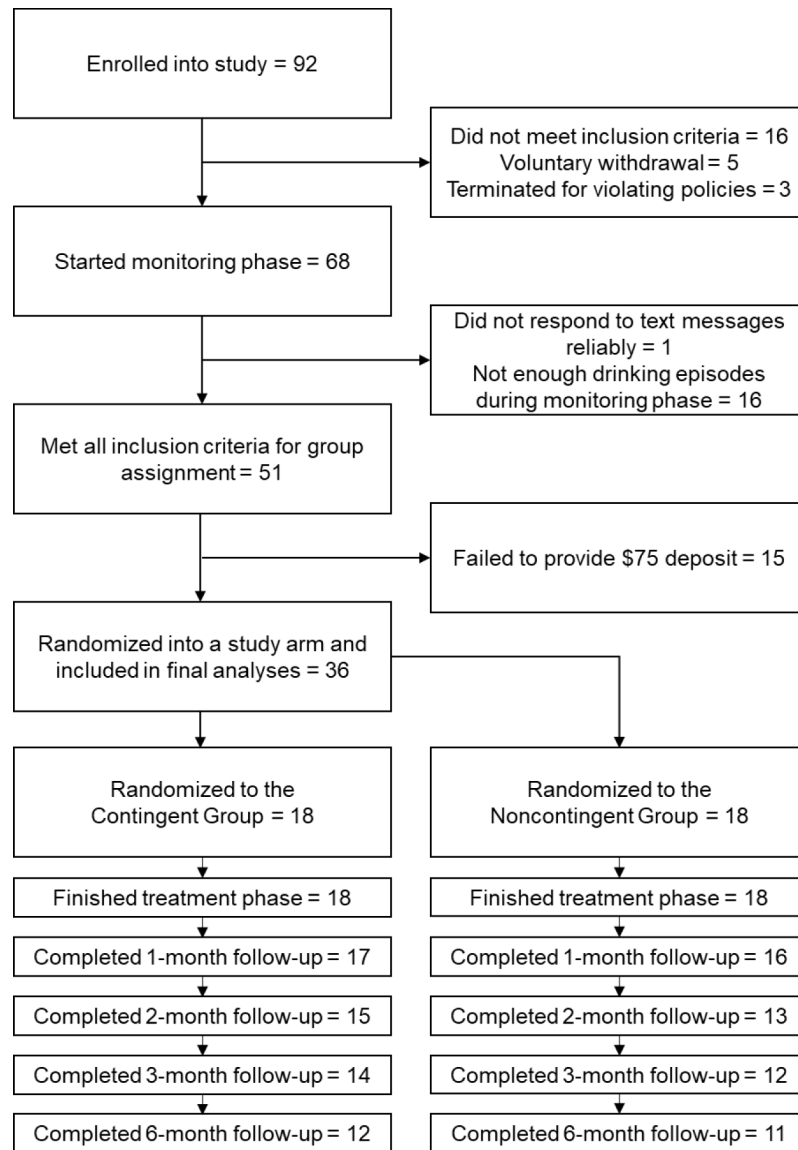 Enrolled into study = 92
Did not meet inclusion criteria = 16
Voluntary withdrawal = 5
Terminated for violating policies = 3
Started monitoring phase = 68
Did not respond to text messages
reliably = 1
Not enough drinking episodes
during monitoring phase = 16
Met all inclusion criteria for group
assignment = 51
Failed to provide $75 deposit = 15
Randomized into a study arm and
included in final analyses = 36
Randomized to the
Contingent Group = 18
Randomized to the
Noncontingent Group = 18
Finished treatment phase = 18
Finished treatment phase = 18
Completed 1-month follow-up = 17
Completed 1-month follow-up = 16
Completed 2-month follow-up = 15
Completed 2-month follow-up = 13
Completed 3-month follow-up = 14
Completed 3-month follow-up = 12
Completed 6-month follow-up = 12
Completed 6-month follow-up = 11